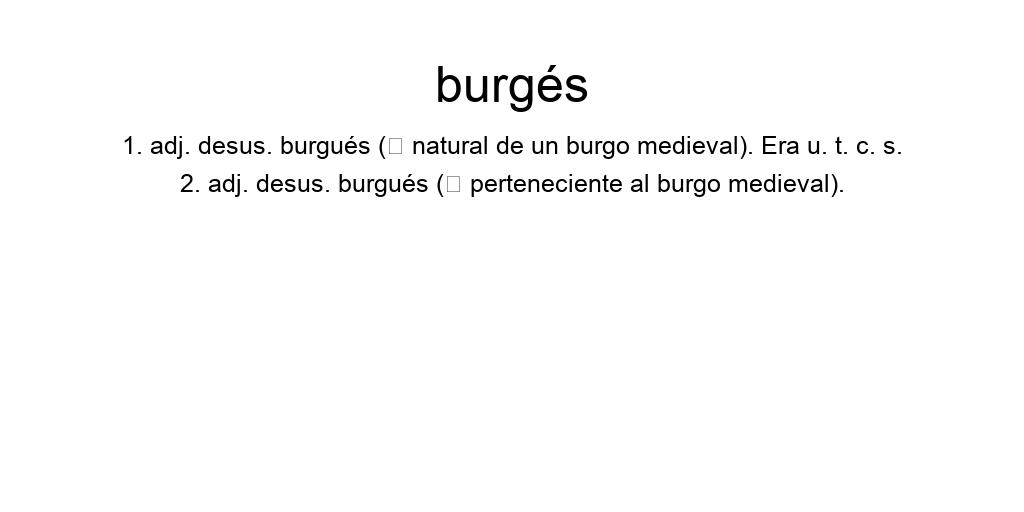 burgés
1. adj. desus. burgués (▯ natural de un burgo medieval). Era u. t. c. s.
2. adj. desus. burgués (▯ perteneciente al burgo medieval).